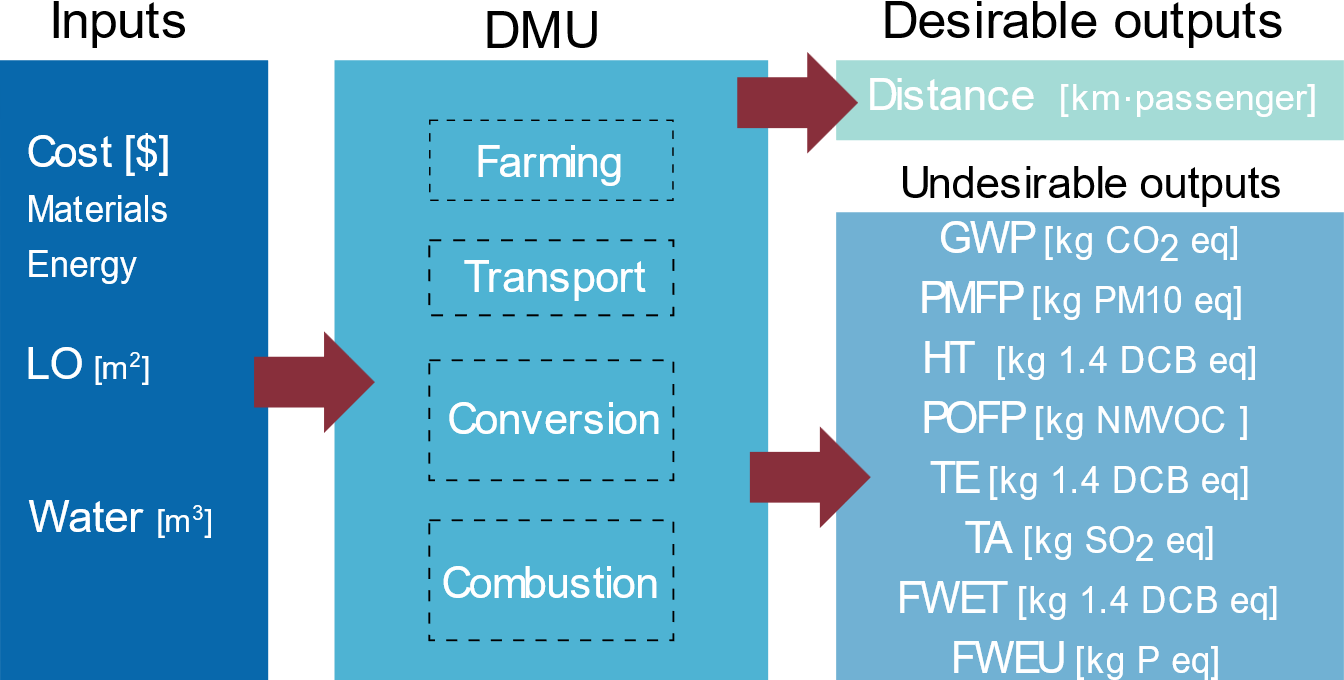 Inputs
Cost [$]
Materials
Energy
LO [m²]
Water [m³]
DMU
Farming
Transport
Conversion
Combustion
Desirable outputs
Distance [km·passenger]
Undesirable outputs
GWP [kg CO₂ eq]
PMFP [kg PM10 eq]
HT [kg 1.4 DCB eq]
POFP [kg NMVOC ]
TE [kg 1.4 DCB eq]
TA [kg SO₂ eq]
FWET [kg 1.4 DCB eq]
FWEU [kg P eq]